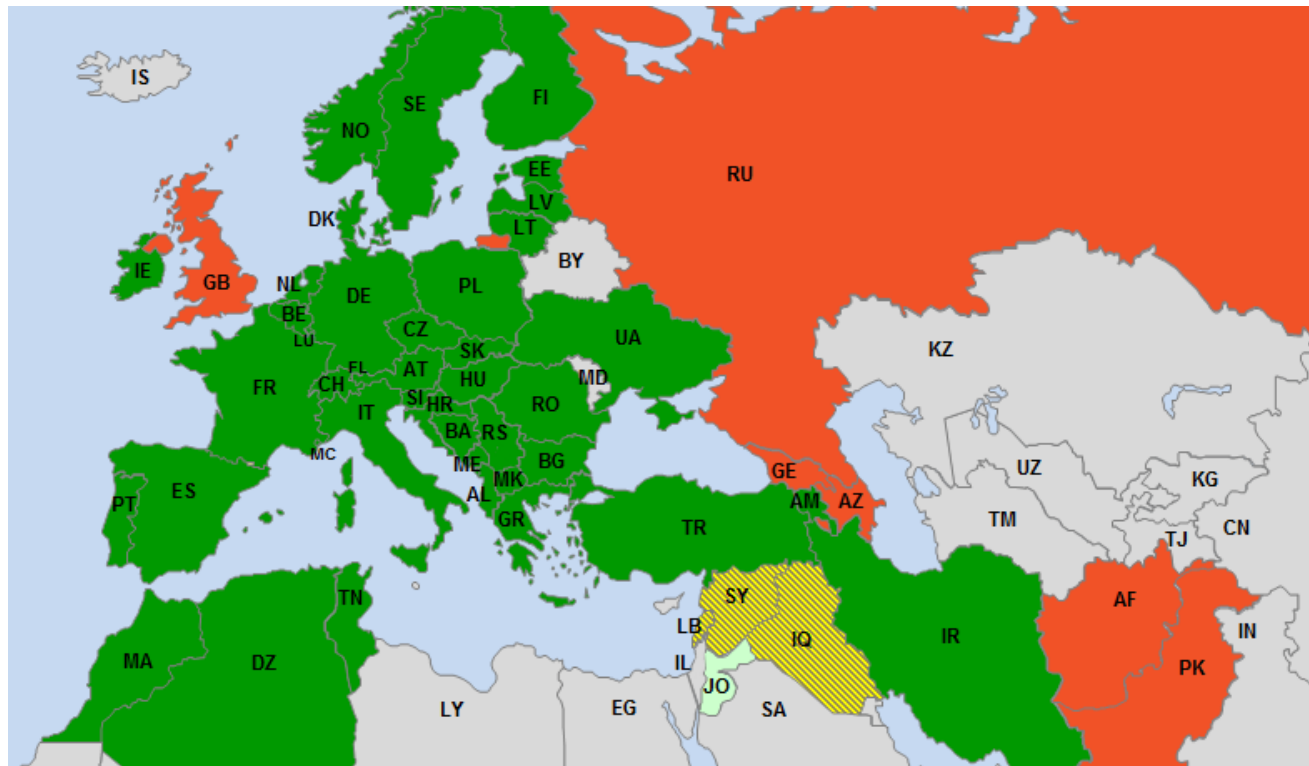 IS
NO
SE
FI
RU
EE
LV
LT
DK
BY
IE
GB
NL
DE
PL
BE
LU
CZ
UA
SK
KZ
FL
AT
HU
MD
FR
CH
SI
HR
RO
IT
BA
RS
BG
MC
ME
MK
AL
GR
PT
ES
TR
GE
AM
AZ
UZ
KG
TM
TJ
CN
TN
SY
LB
IQ
IR
AF
IN
MA
DZ
IL
JO
PK
LY
EG
SA